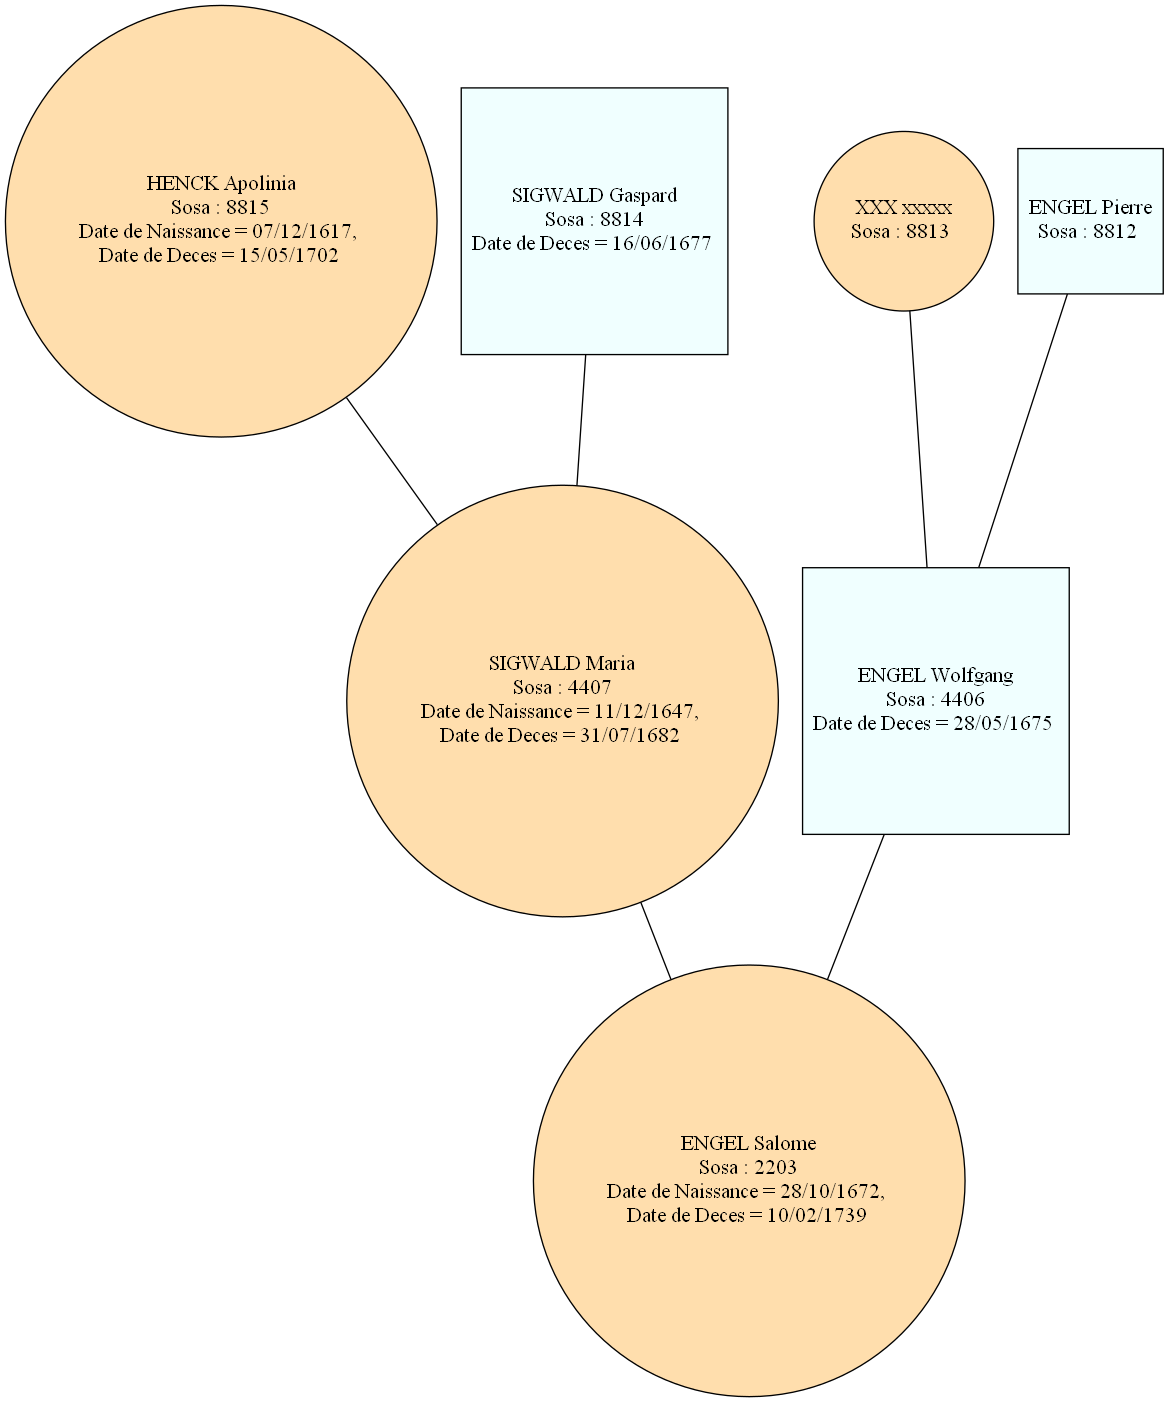 HENCK Apolinia
Sosa : 8815
Date de Naissance = 07/12/1617,
Date de Deces = 15/05/1702
SIGWALD Gaspard
Sosa : 8814
Date de Deces = 16/06/1677
XXX xxxxx
Sosa : 8813
ENGEL Pierre
Sosa : 8812
SIGWALD Maria
Sosa : 4407
Date de Naissance = 11/12/1647,
Date de Deces = 31/07/1682
ENGEL Wolfgang
Sosa : 4406
Date de Deces = 28/05/1675
ENGEL Salome
Sosa : 2203
Date de Naissance = 28/10/1672,
Date de Deces = 10/02/1739